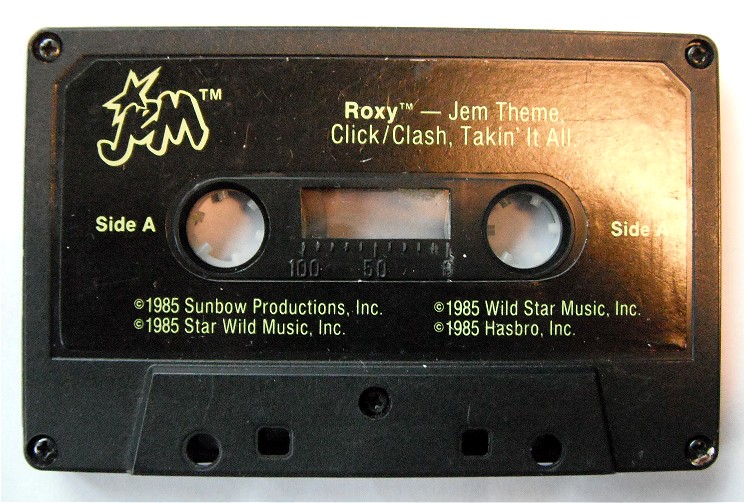 JEM™
Roxy™ — Jem Theme,
Click/Clash, Takin' It All
Side A
Side A
100 50 0
©1985 Sunbow Productions, Inc.
©1985 Star Wild Music, Inc.
©1985 Wild Star Music, Inc.
©1985 Hasbro, Inc.